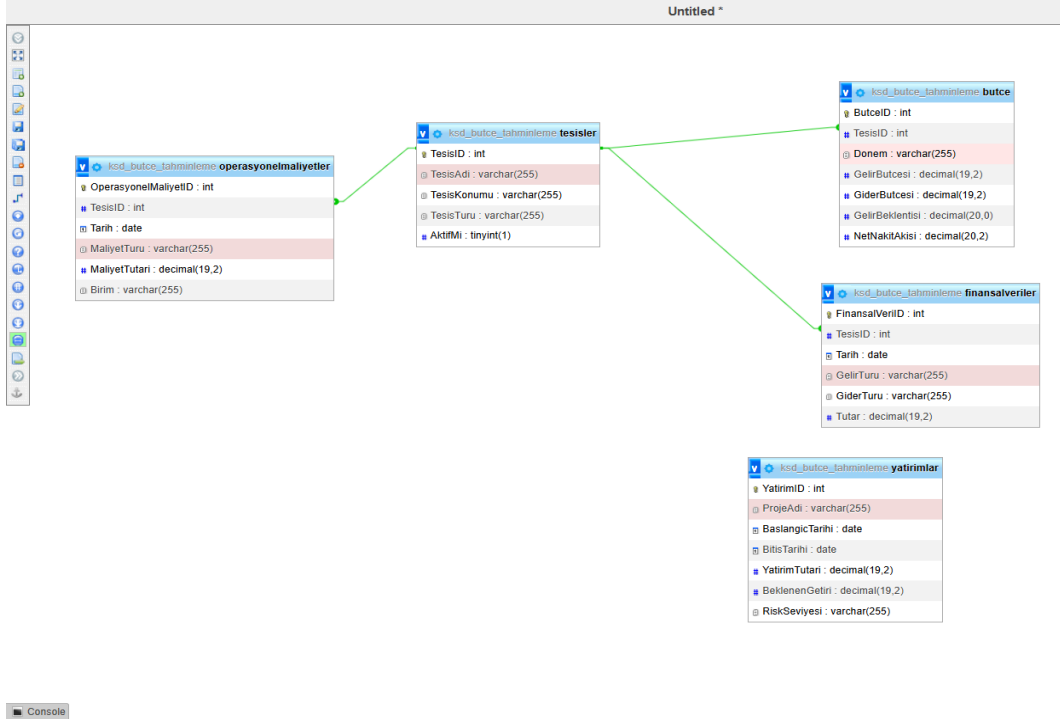 Untitled *
ksd_butce_tahminleme operasyonelmaliyetler
OperasyonelMaliyetID : int
TesisID : int
Tarih : date
MaliyetTuru : varchar(255)
MaliyetTutari : decimal(19,2)
Birim : varchar(255)
ksd_butce_tahminleme tesisler
TesisID : int
TesisAdi : varchar(255)
TesisKonumu : varchar(255)
TesisTuru : varchar(255)
AktifMi : tinyint(1)
ksd_butce_tahminleme butce
ButceID : int
TesisID : int
Donem : varchar(255)
GelirButcesi : decimal(19,2)
GiderButcesi : decimal(19,2)
GelirBeklentisi : decimal(20,0)
NetNakitAkisi : decimal(20,2)
ksd_butce_tahminleme finansalveriler
FinansalVeriID : int
TesisID : int
Tarih : date
GelirTuru : varchar(255)
GiderTuru : varchar(255)
Tutar : decimal(19,2)
ksd_butce_tahminleme yatirimlar
YatirimID : int
ProjeAdi : varchar(255)
BaslangicTarihi : date
BitisTarihi : date
YatirimTutari : decimal(19,2)
BeklenenGetiri : decimal(19,2)
RiskSeviyesi : varchar(255)
Console